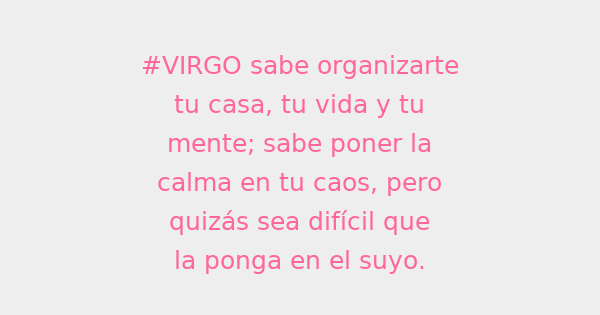 #VIRGO sabe organizarte
tu casa, tu vida y tu
mente; sabe poner la
calma en tu caos, pero
quizás sea difícil que
la ponga en el suyo.